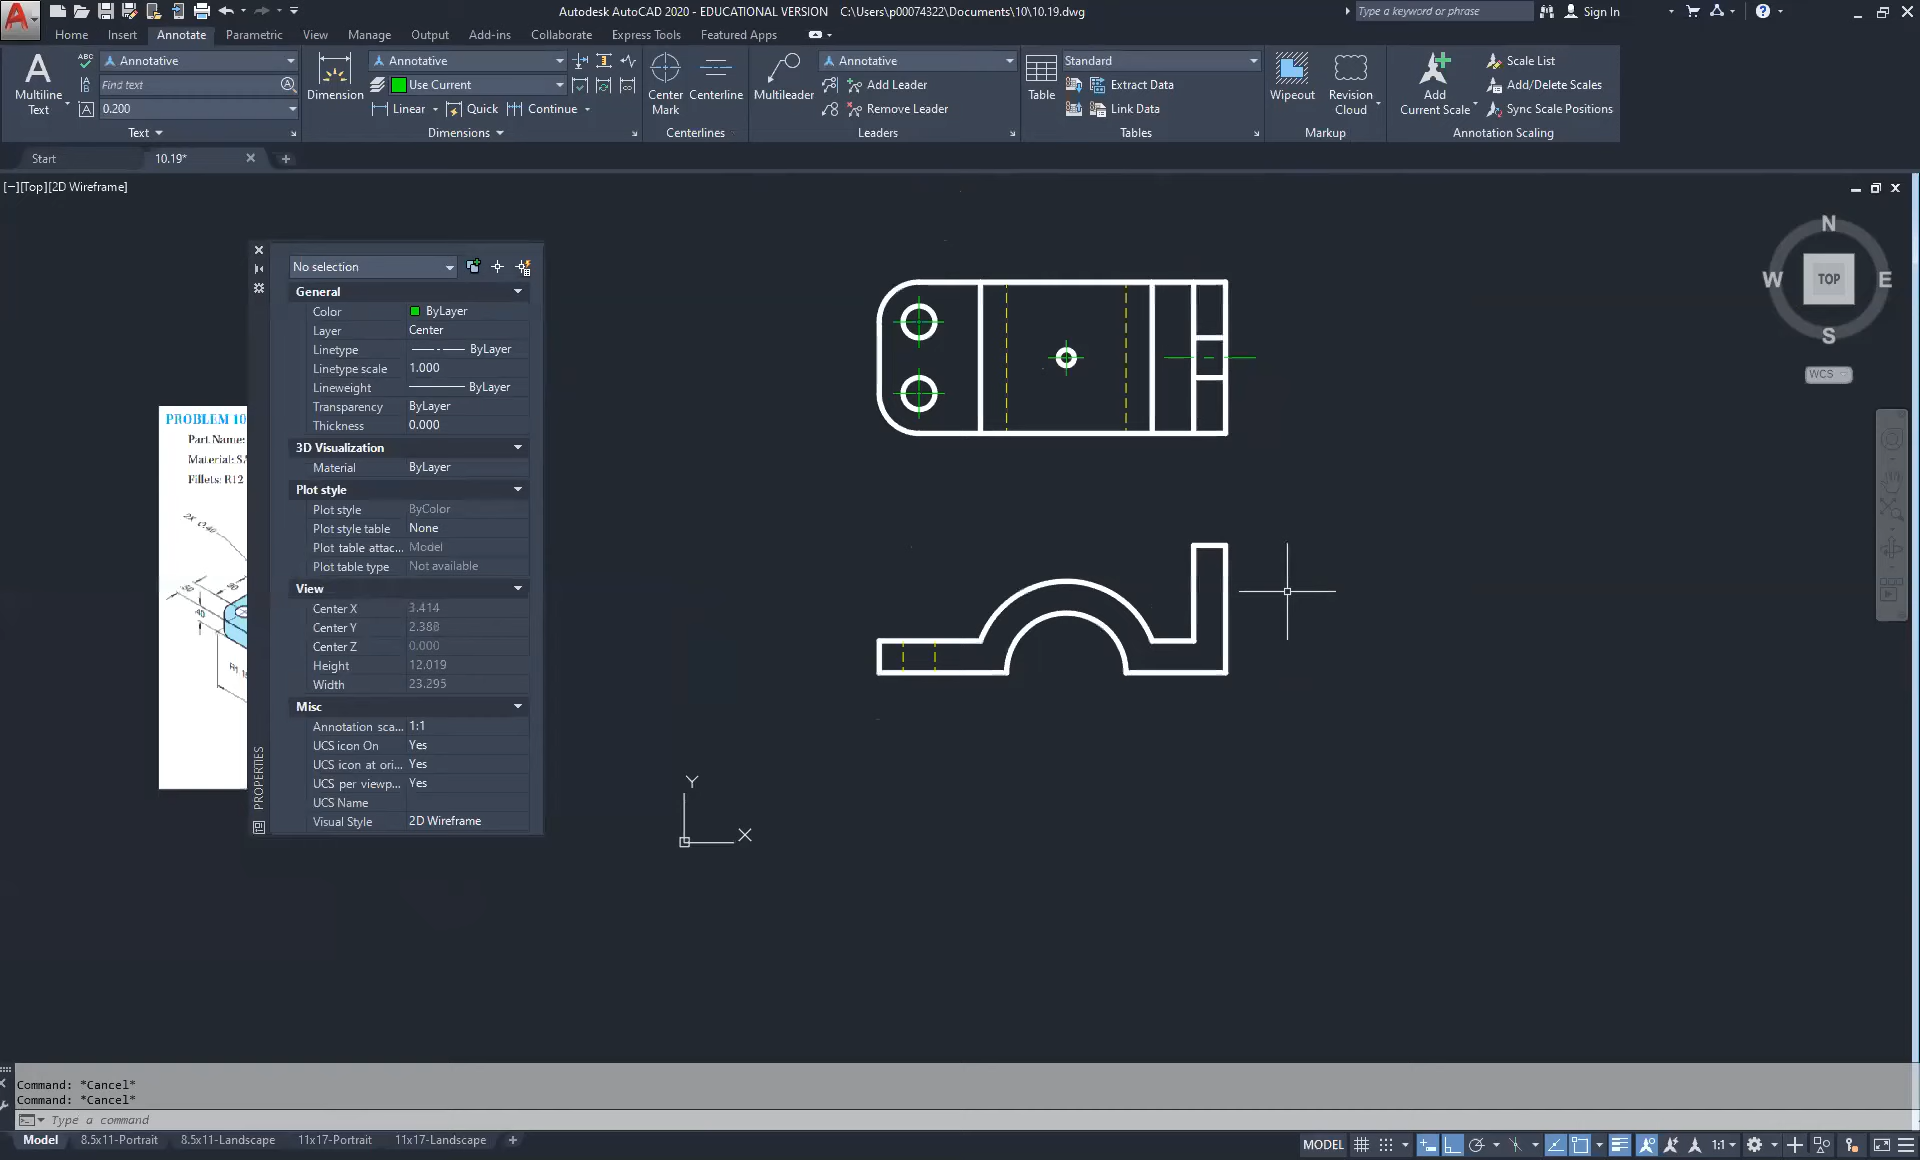 Autodesk AutoCAD 2020 - EDUCATIONAL VERSION C:\Users\p00074322\Documents\10\10.19.dwg
Type a keyword or phrase
Sign In
Home Insert Annotate Parametric View Manage Output Add-ins Collaborate Express Tools Featured Apps
A Multiline Text
ABC
Annotative
Find text
0.200
Text
Dimension
Annotative
Use Current
Linear Quick Continue
Dimensions
Center Mark
Centerline
Centerlines
Multileader
Annotative
Add Leader
Remove Leader
Leaders
Table
Standard
Extract Data
Link Data
Tables
Wipeout
Revision Cloud
Markup
Add Current Scale
Scale List
Add/Delete Scales
Sync Scale Positions
Annotation Scaling
Start
10.19*
[−][Top][2D Wireframe]
PROBLEM 10
Part Name:
Material: S
Fillets: R12
2X 0.40
50
20
40
R1
No selection
General
Color ByLayer
Layer Center
Linetype ByLayer
Linetype scale 1.000
Lineweight ByLayer
Transparency ByLayer
Thickness 0.000
3D Visualization
Material ByLayer
Plot style
Plot style ByColor
Plot style table None
Plot table attac... Model
Plot table type Not available
View
Center X 3.414
Center Y 2.388
Center Z 0.000
Height 12.019
Width 23.295
Misc
Annotation sca... 1:1
UCS icon On Yes
UCS icon at ori... Yes
UCS per viewp... Yes
UCS Name
Visual Style 2D Wireframe
PROPERTIES
N
W TOP E
S
WCS
Y
X
Command: *Cancel*
Command: *Cancel*
Type a command
Model 8.5x11-Portrait 8.5x11-Landscape 11x17-Portrait 11x17-Landscape +
MODEL 1:1